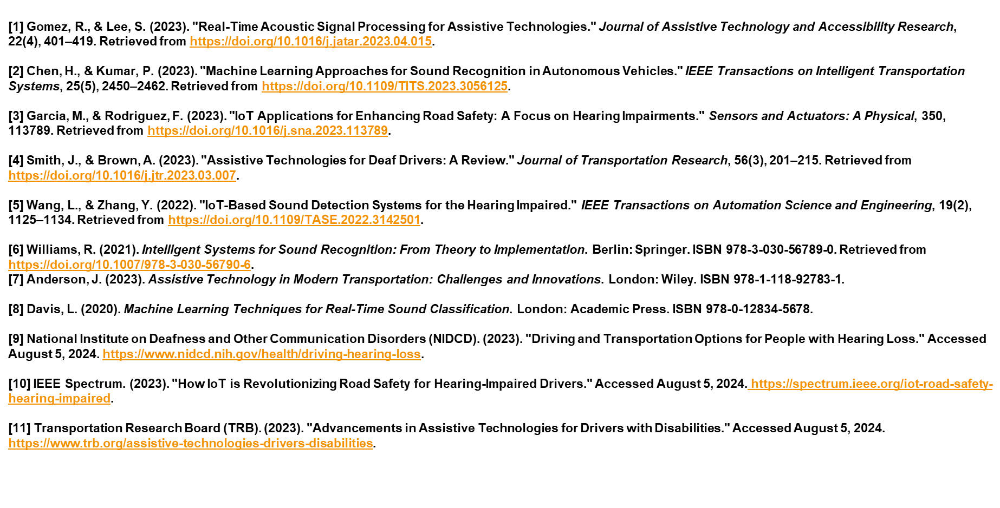 [1] Gomez, R., & Lee, S. (2023). "Real-Time Acoustic Signal Processing for Assistive Technologies." Journal of Assistive Technology and Accessibility Research,
22(4), 401–419. Retrieved from https://doi.org/10.1016/j.jatar.2023.04.015.
[2] Chen, H., & Kumar, P. (2023). "Machine Learning Approaches for Sound Recognition in Autonomous Vehicles." IEEE Transactions on Intelligent Transportation
Systems, 25(5), 2450–2462. Retrieved from https://doi.org/10.1109/TITS.2023.3056125.
[3] Garcia, M., & Rodriguez, F. (2023). "IoT Applications for Enhancing Road Safety: A Focus on Hearing Impairments." Sensors and Actuators: A Physical, 350,
113789. Retrieved from https://doi.org/10.1016/j.sna.2023.113789.
[4] Smith, J., & Brown, A. (2023). "Assistive Technologies for Deaf Drivers: A Review." Journal of Transportation Research, 56(3), 201–215. Retrieved from
https://doi.org/10.1016/j.jtr.2023.03.007.
[5] Wang, L., & Zhang, Y. (2022). "IoT-Based Sound Detection Systems for the Hearing Impaired." IEEE Transactions on Automation Science and Engineering, 19(2),
1125–1134. Retrieved from https://doi.org/10.1109/TASE.2022.3142501.
[6] Williams, R. (2021). Intelligent Systems for Sound Recognition: From Theory to Implementation. Berlin: Springer. ISBN 978-3-030-56789-0. Retrieved from
https://doi.org/10.1007/978-3-030-56790-6.
[7] Anderson, J. (2023). Assistive Technology in Modern Transportation: Challenges and Innovations. London: Wiley. ISBN 978-1-118-92783-1.
[8] Davis, L. (2020). Machine Learning Techniques for Real-Time Sound Classification. London: Academic Press. ISBN 978-0-12834-5678.
[9] National Institute on Deafness and Other Communication Disorders (NIDCD). (2023). "Driving and Transportation Options for People with Hearing Loss." Accessed
August 5, 2024. https://www.nidcd.nih.gov/health/driving-hearing-loss.
[10] IEEE Spectrum. (2023). "How IoT is Revolutionizing Road Safety for Hearing-Impaired Drivers." Accessed August 5, 2024. https://spectrum.ieee.org/iot-road-safety-
hearing-impaired.
[11] Transportation Research Board (TRB). (2023). "Advancements in Assistive Technologies for Drivers with Disabilities." Accessed August 5, 2024.
https://www.trb.org/assistive-technologies-drivers-disabilities.